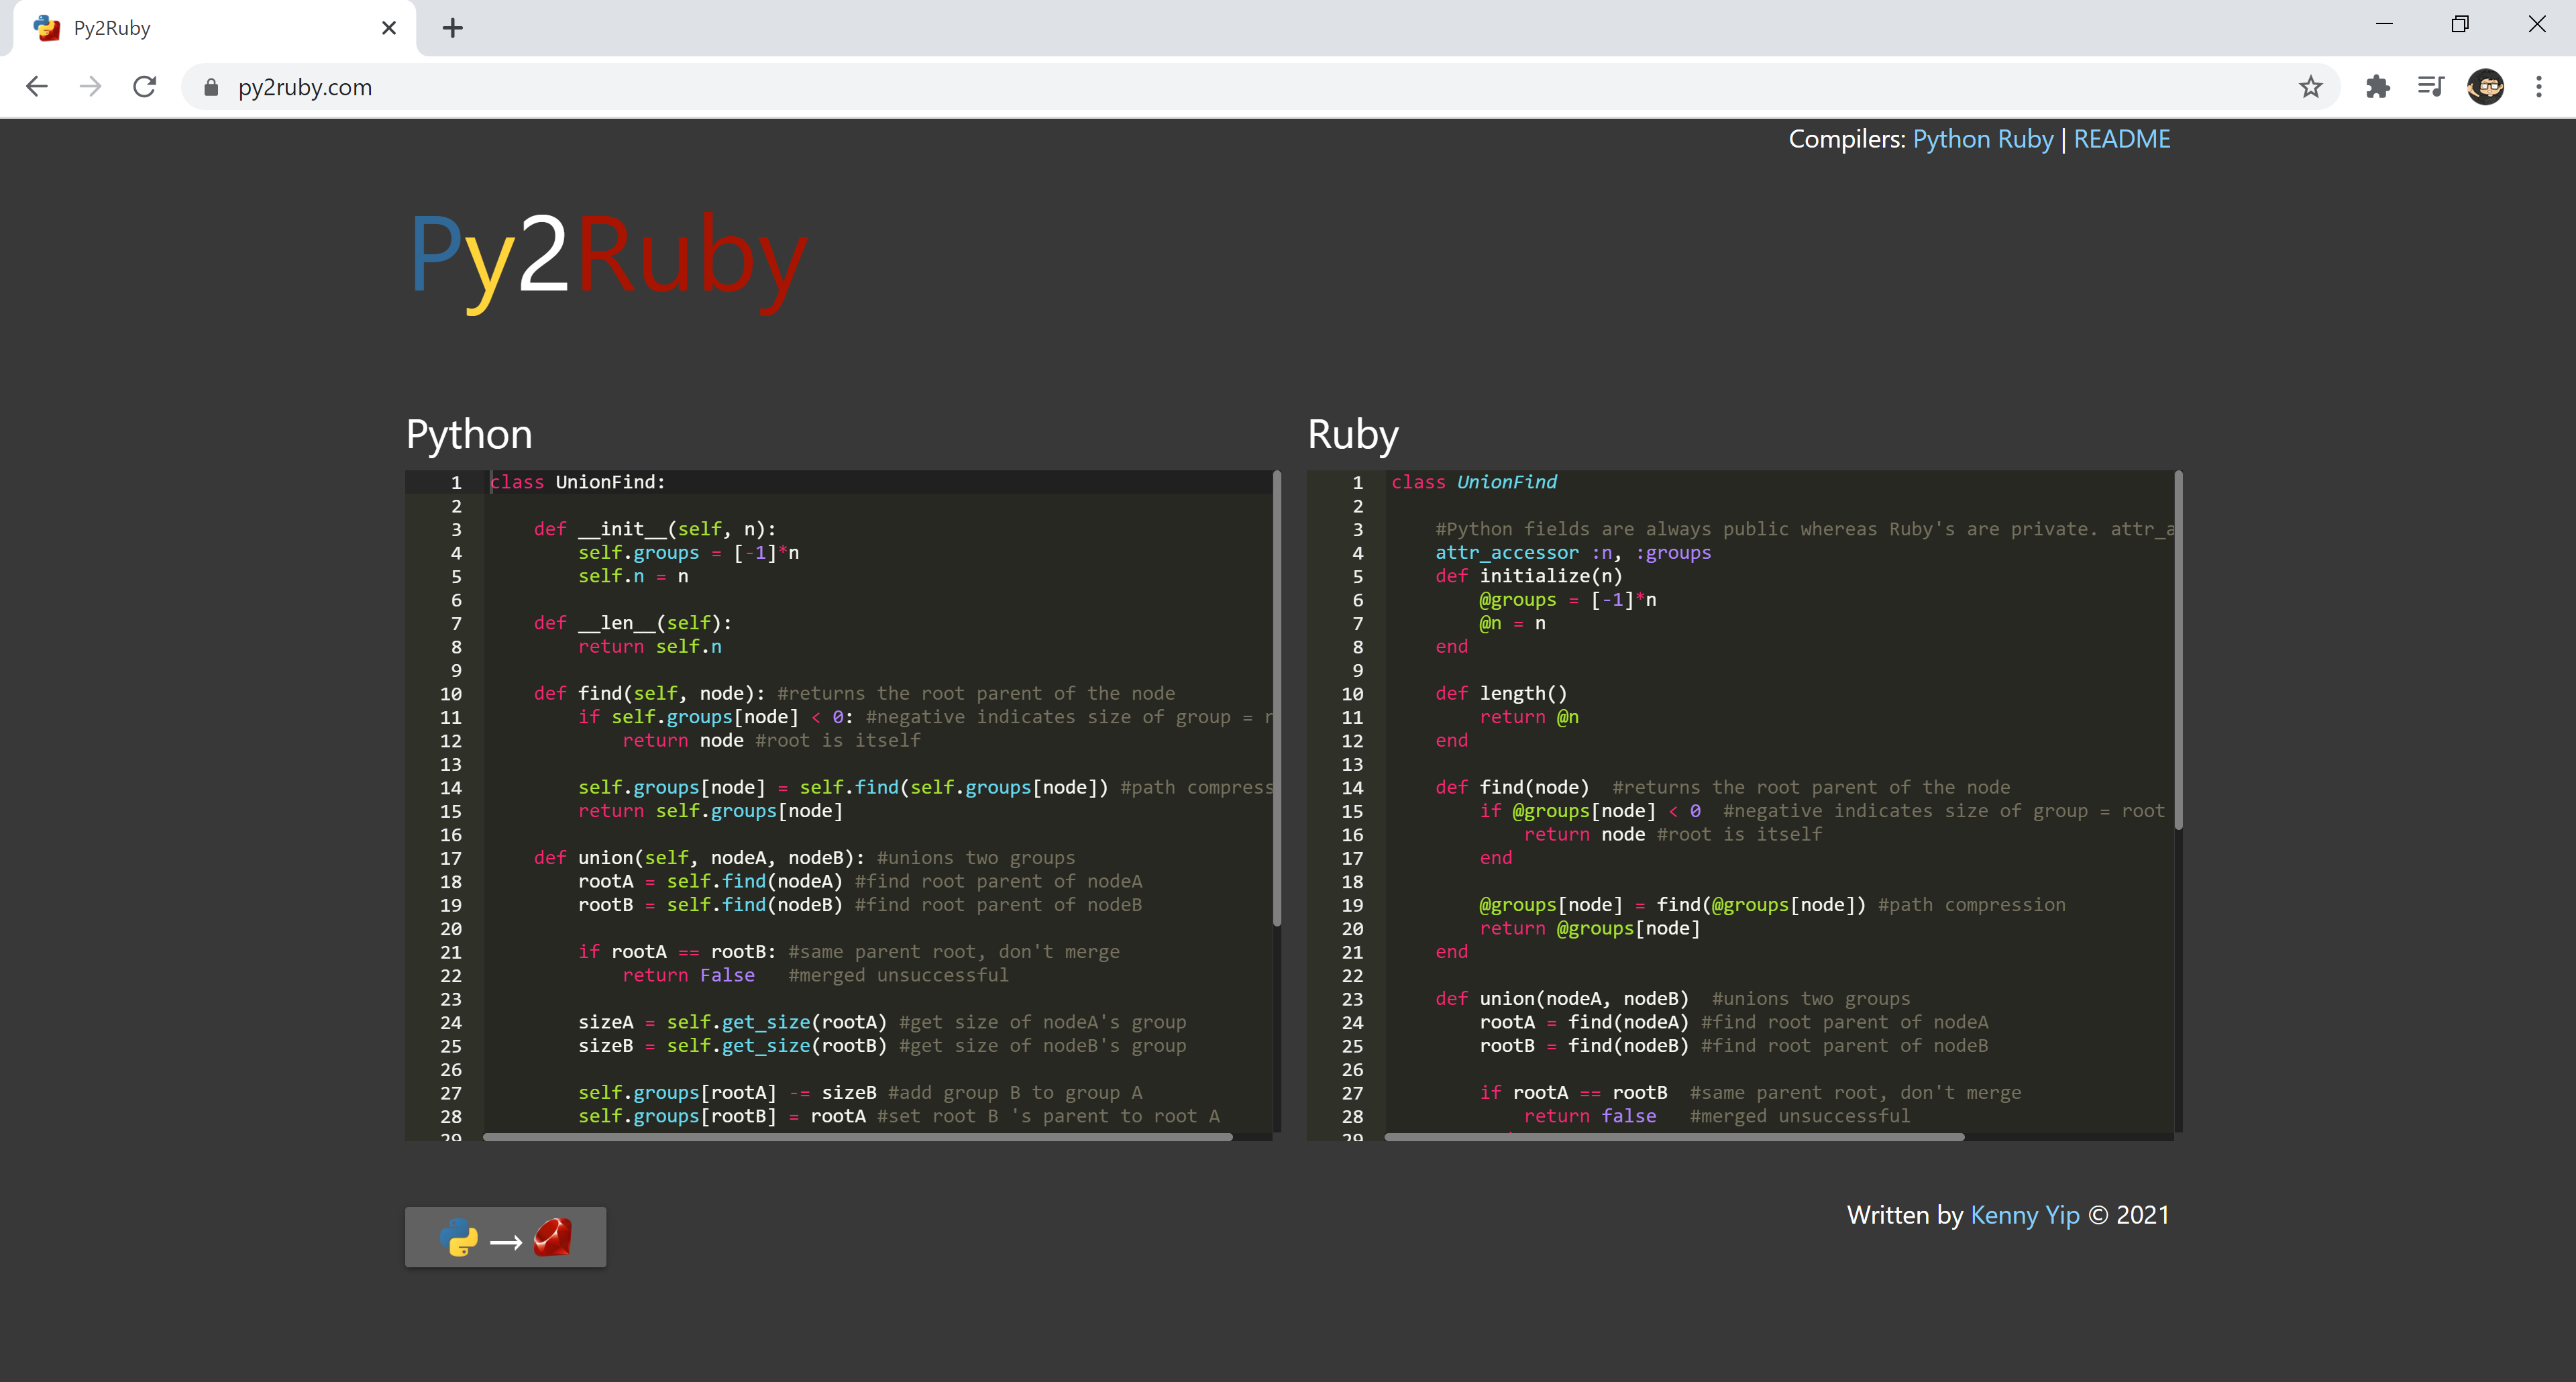 Py2Ruby
py2ruby.com
Compilers: Python Ruby | README
Py2Ruby
Python
1 class UnionFind:
2
3     def __init__(self, n):
4         self.groups = [-1]*n
5         self.n = n
6
7     def __len__(self):
8         return self.n
9
10     def find(self, node): #returns the root parent of the node
11         if self.groups[node] < 0: #negative indicates size of group = r
12             return node #root is itself
13
14         self.groups[node] = self.find(self.groups[node]) #path compress
15         return self.groups[node]
16
17     def union(self, nodeA, nodeB): #unions two groups
18         rootA = self.find(nodeA) #find root parent of nodeA
19         rootB = self.find(nodeB) #find root parent of nodeB
20
21         if rootA == rootB: #same parent root, don't merge
22             return False   #merged unsuccessful
23
24         sizeA = self.get_size(rootA) #get size of nodeA's group
25         sizeB = self.get_size(rootB) #get size of nodeB's group
26
27         self.groups[rootA] -= sizeB #add group B to group A
28         self.groups[rootB] = rootA #set root B 's parent to root A
29
Ruby
1 class UnionFind
2
3     #Python fields are always public whereas Ruby's are private. attr_a
4     attr_accessor :n, :groups
5     def initialize(n)
6         @groups = [-1]*n
7         @n = n
8     end
9
10     def length()
11         return @n
12     end
13
14     def find(node)  #returns the root parent of the node
15         if @groups[node] < 0  #negative indicates size of group = root
16             return node #root is itself
17         end
18
19         @groups[node] = find(@groups[node]) #path compression
20         return @groups[node]
21     end
22
23     def union(nodeA, nodeB)  #unions two groups
24         rootA = find(nodeA) #find root parent of nodeA
25         rootB = find(nodeB) #find root parent of nodeB
26
27         if rootA == rootB  #same parent root, don't merge
28             return false   #merged unsuccessful
29
Written by Kenny Yip © 2021